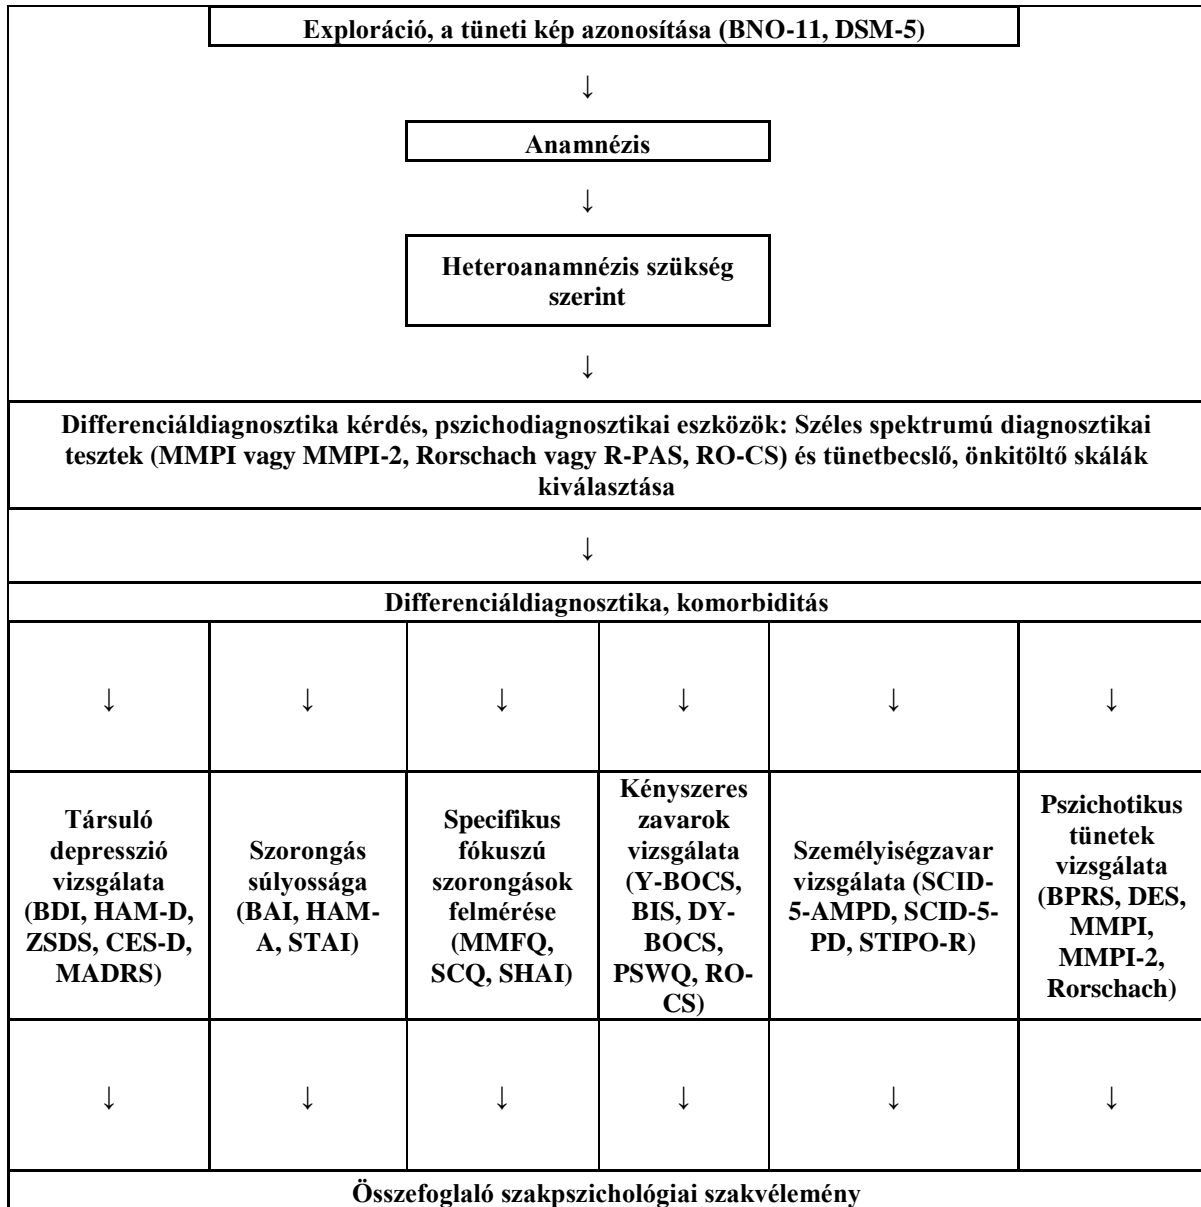 Exploráció, a tüneti kép azonosítása (BNO-11, DSM-5)
↓
Anamnézis
↓
Heteroanamnézis szükség
szerint
↓
Differenciáldiagnosztika kérdés, pszichodiagnosztikai eszközök: Széles spektrumú diagnosztikai
tesztek (MMPI vagy MMPI-2, Rorschach vagy R-PAS, RO-CS) és tünetbecslő, önkitöltő skálák
kiválasztása
↓
Differenciáldiagnosztika, komorbiditás
↓ ↓ ↓ ↓ ↓ ↓
Társuló
depresszió
vizsgálata
(BDI, HAM-D,
ZSDS, CES-D,
MADRS)
Szorongás
súlyossága
(BAI, HAM-
A, STAI)
Specifikus
fókuszú
szorongások
felmérése
(MMFQ,
SCQ, SHAI)
Kényszeres
zavarok
vizsgálata
(Y-BOCS,
BIS, DY-
BOCS,
PSWQ, RO-
CS)
Személyiségzavar
vizsgálata (SCID-
5-AMPD, SCID-5-
PD, STIPO-R)
Pszichotikus
tünetek
vizsgálata
(BPRS, DES,
MMPI,
MMPI-2,
Rorschach)
↓ ↓ ↓ ↓ ↓ ↓
Összefoglaló szakpszichológiai szakvélemény